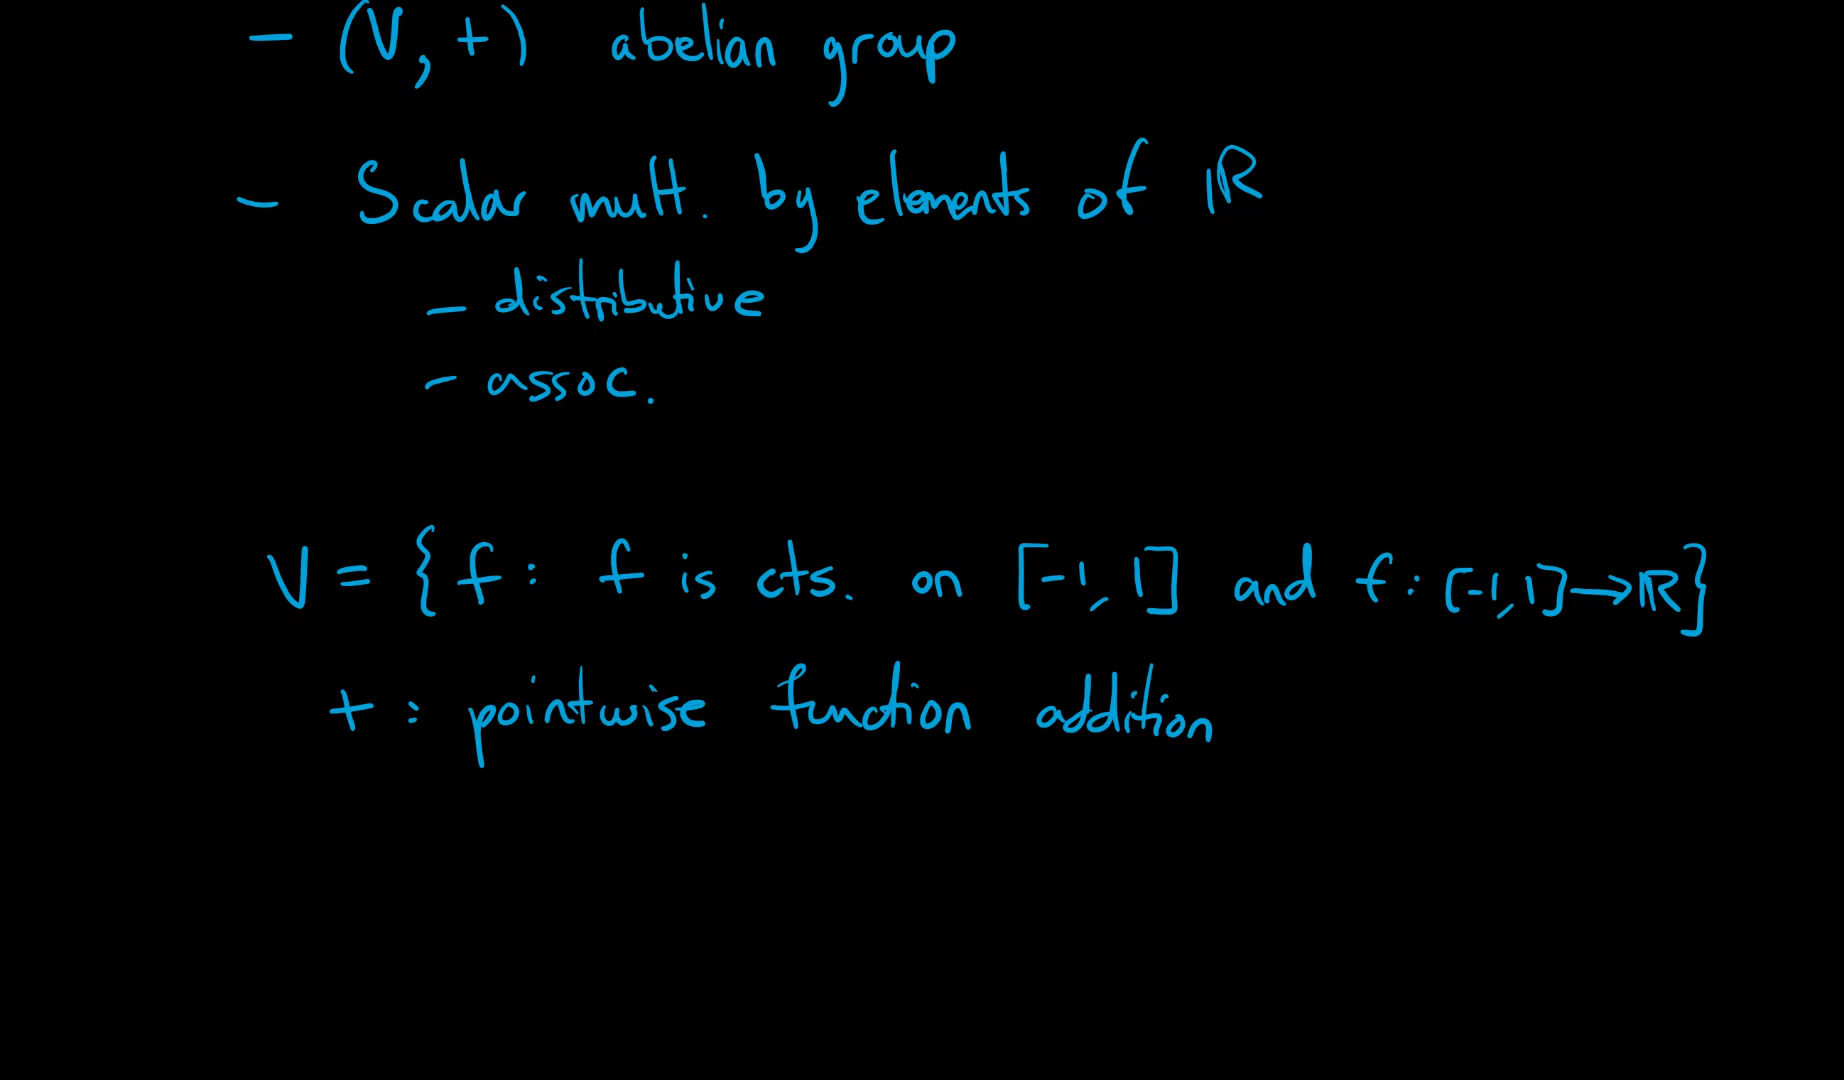 - (V, +) abelian group
- Scalar mult. by elements of ℝ
- distributive
- assoc.
V = { f : f is cts. on [-1, 1] and f : [-1, 1] → ℝ}
+ : pointwise function addition